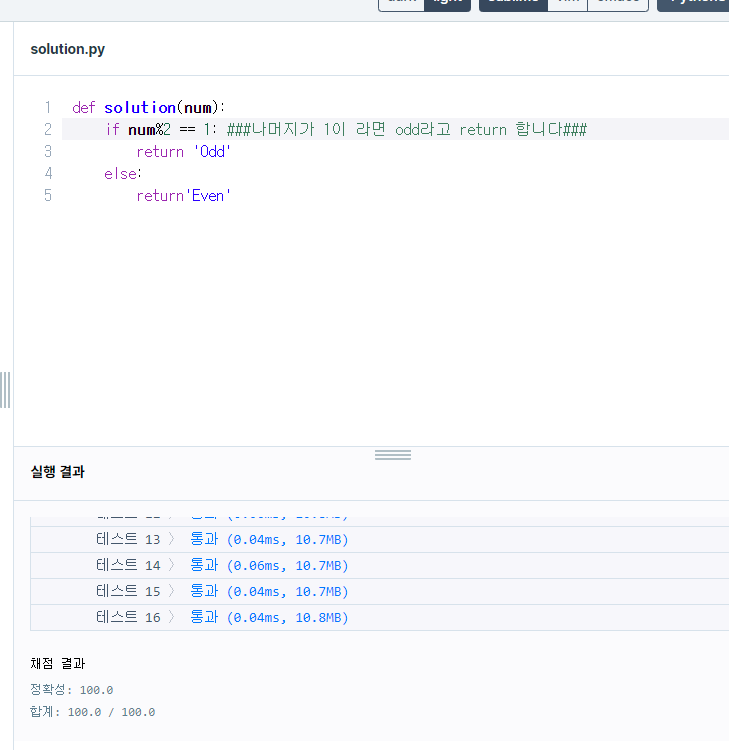 solution.py
1 def solution(num):
2 if num%2 == 1: ###나머지가 1이 라면 odd라고 return 합니다###
3 return 'Odd'
4 else:
5 return'Even'
실행 결과
테스트 13 〉 통과 (0.04ms, 10.7MB)
테스트 14 〉 통과 (0.06ms, 10.7MB)
테스트 15 〉 통과 (0.04ms, 10.7MB)
테스트 16 〉 통과 (0.04ms, 10.8MB)
채점 결과
정확성: 100.0
합계: 100.0 / 100.0